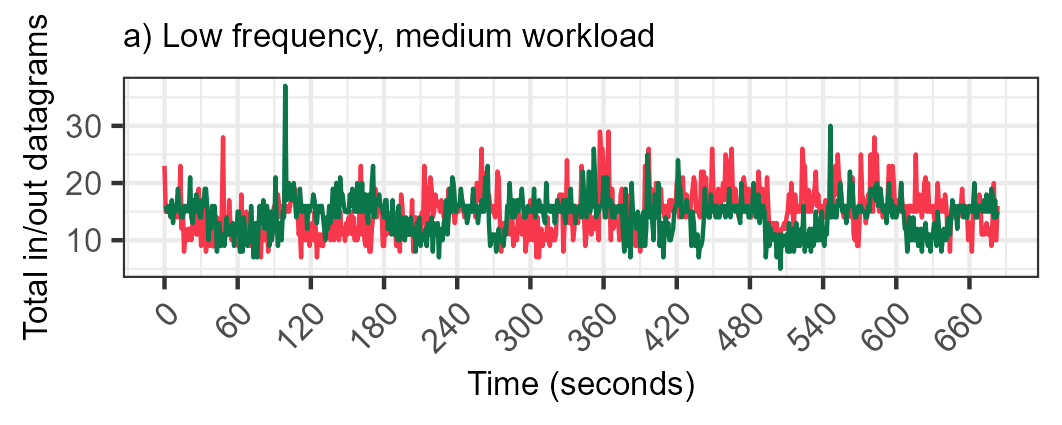 a) Low frequency, medium workload
Total in/out datagrams
30
20
10
0 60 120 180 240 300 360 420 480 540 600 660
Time (seconds)